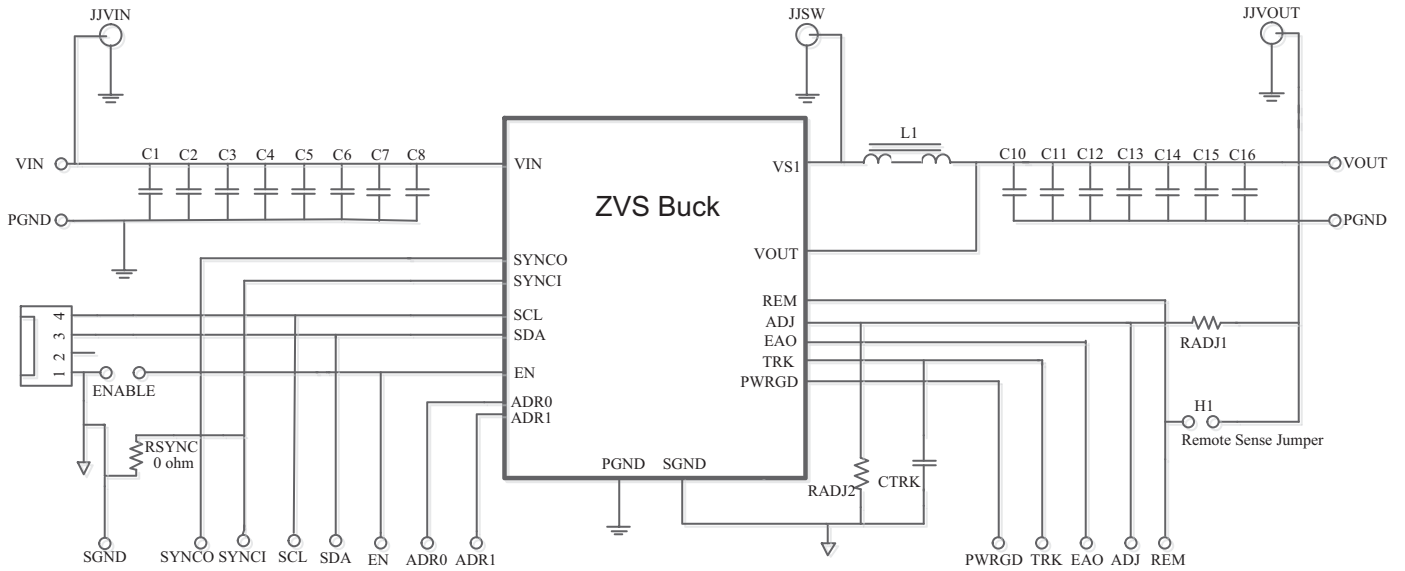 JJVIN
JJSW
JJVOUT
L1
C1 C2 C3 C4 C5 C6 C7 C8
C10 C11 C12 C13 C14 C15 C16
VIN
VIN
VS1
VOUT
ZVS Buck
PGND
PGND
VOUT
SYNCO
SYNCI
REM
SCL
ADJ
SDA
EAO
RADJ1
TRK
EN
PWRGD
4
3
2
1
ENABLE
ADR0
ADR1
H1
Remote Sense Jumper
RSYNC
0 ohm
PGND
SGND
RADJ2
CTRK
SGND
SYNCO
SYNCI
SCL
SDA
EN
ADR0
ADR1
PWRGD
TRK
EAO
ADJ
REM